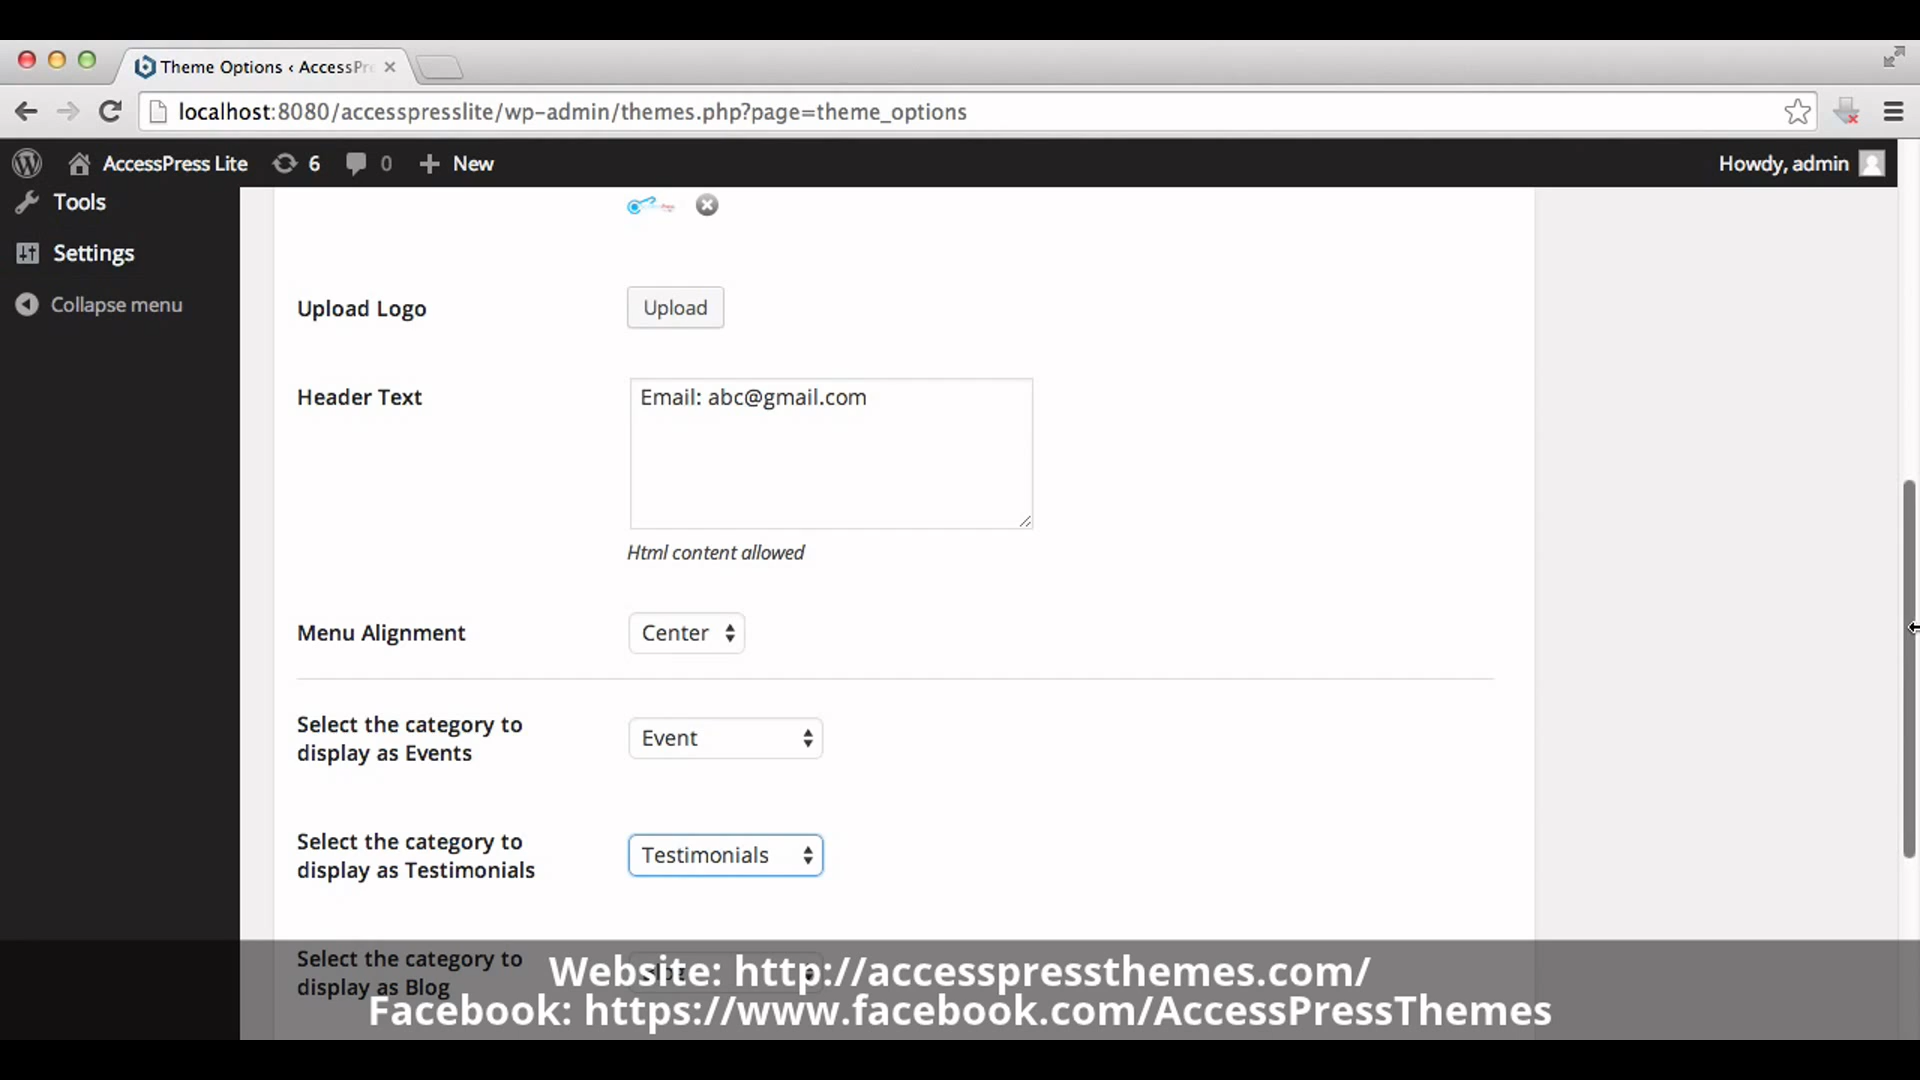 Theme Options ‹ AccessPr
localhost:8080/accesspresslite/wp-admin/themes.php?page=theme_options
AccessPress Lite 6 0 + New Howdy, admin
Tools
Settings
Collapse menu
Upload Logo Upload
Header Text Email: abc@gmail.com
Html content allowed
Menu Alignment Center
Select the category to
display as Events
Event
Select the category to
display as Testimonials
Testimonials
Select the category to
display as Blog
Website: http://accesspressthemes.com/
Facebook: https://www.facebook.com/AccessPressThemes